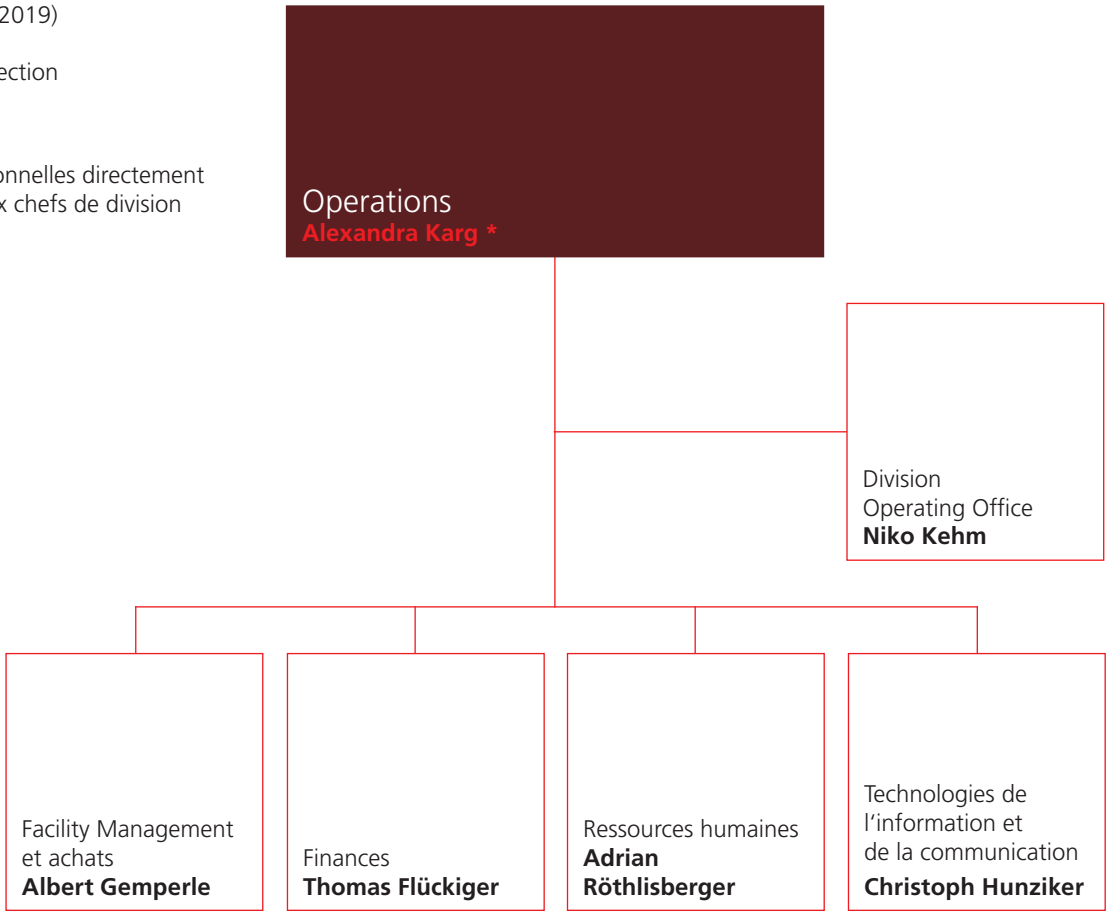 2019)
ection
onnelles directement
x chefs de division
Operations
Alexandra Karg *
Division
Operating Office
Niko Kehm
Facility Management
et achats
Albert Gemperle
Finances
Thomas Flückiger
Ressources humaines
Adrian
Röthlisberger
Technologies de
l‘information et
de la communication
Christoph Hunziker